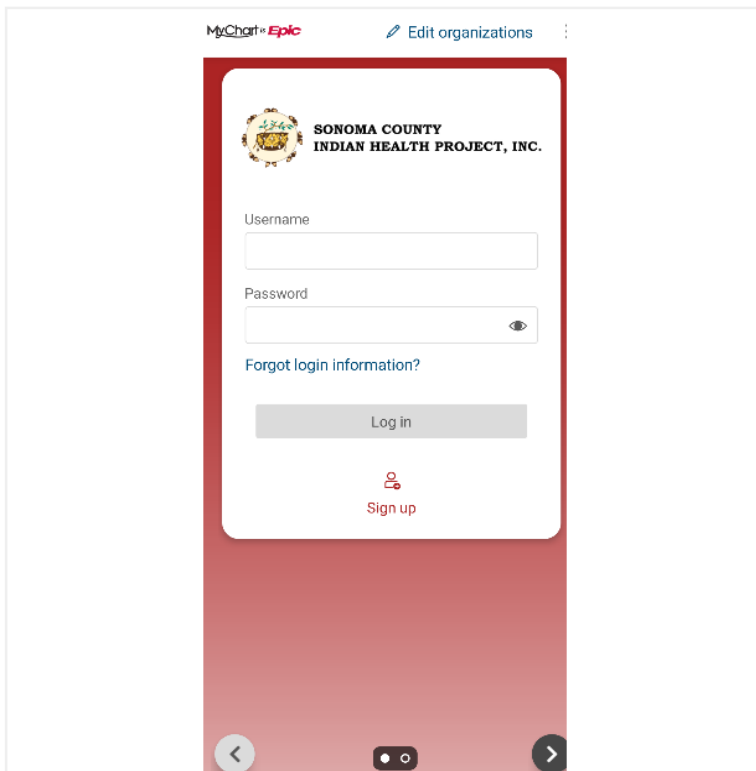 MyChart is Epic
Edit organizations
SONOMA COUNTY
INDIAN HEALTH PROJECT, INC.
Username
Password
Forgot login information?
Log in
Sign up